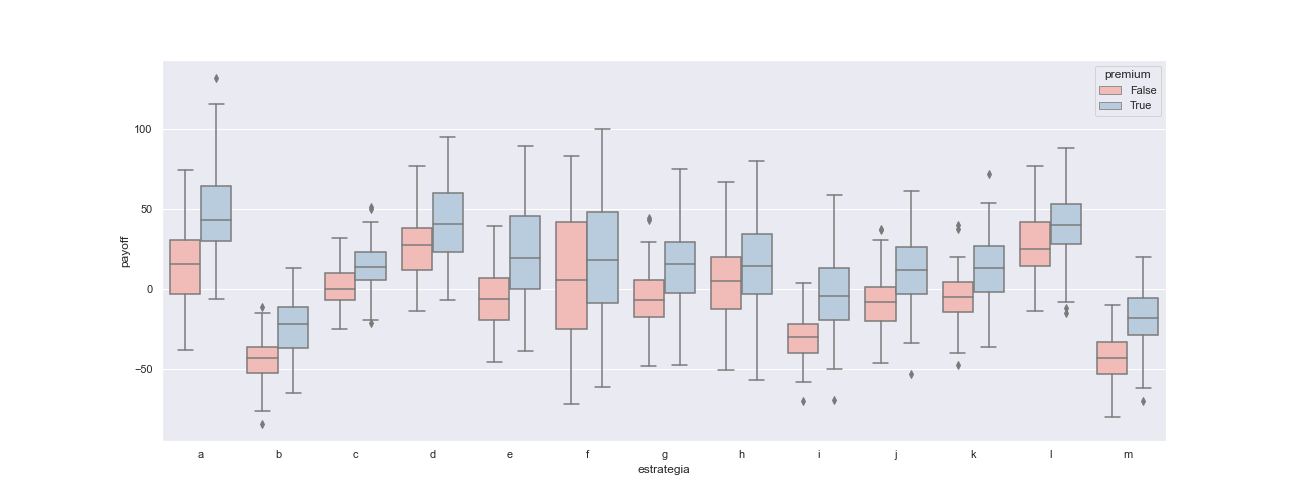 premium
False
True
100
50
0
−50
payoff
a b c d e f g h i j k l m
estrategia